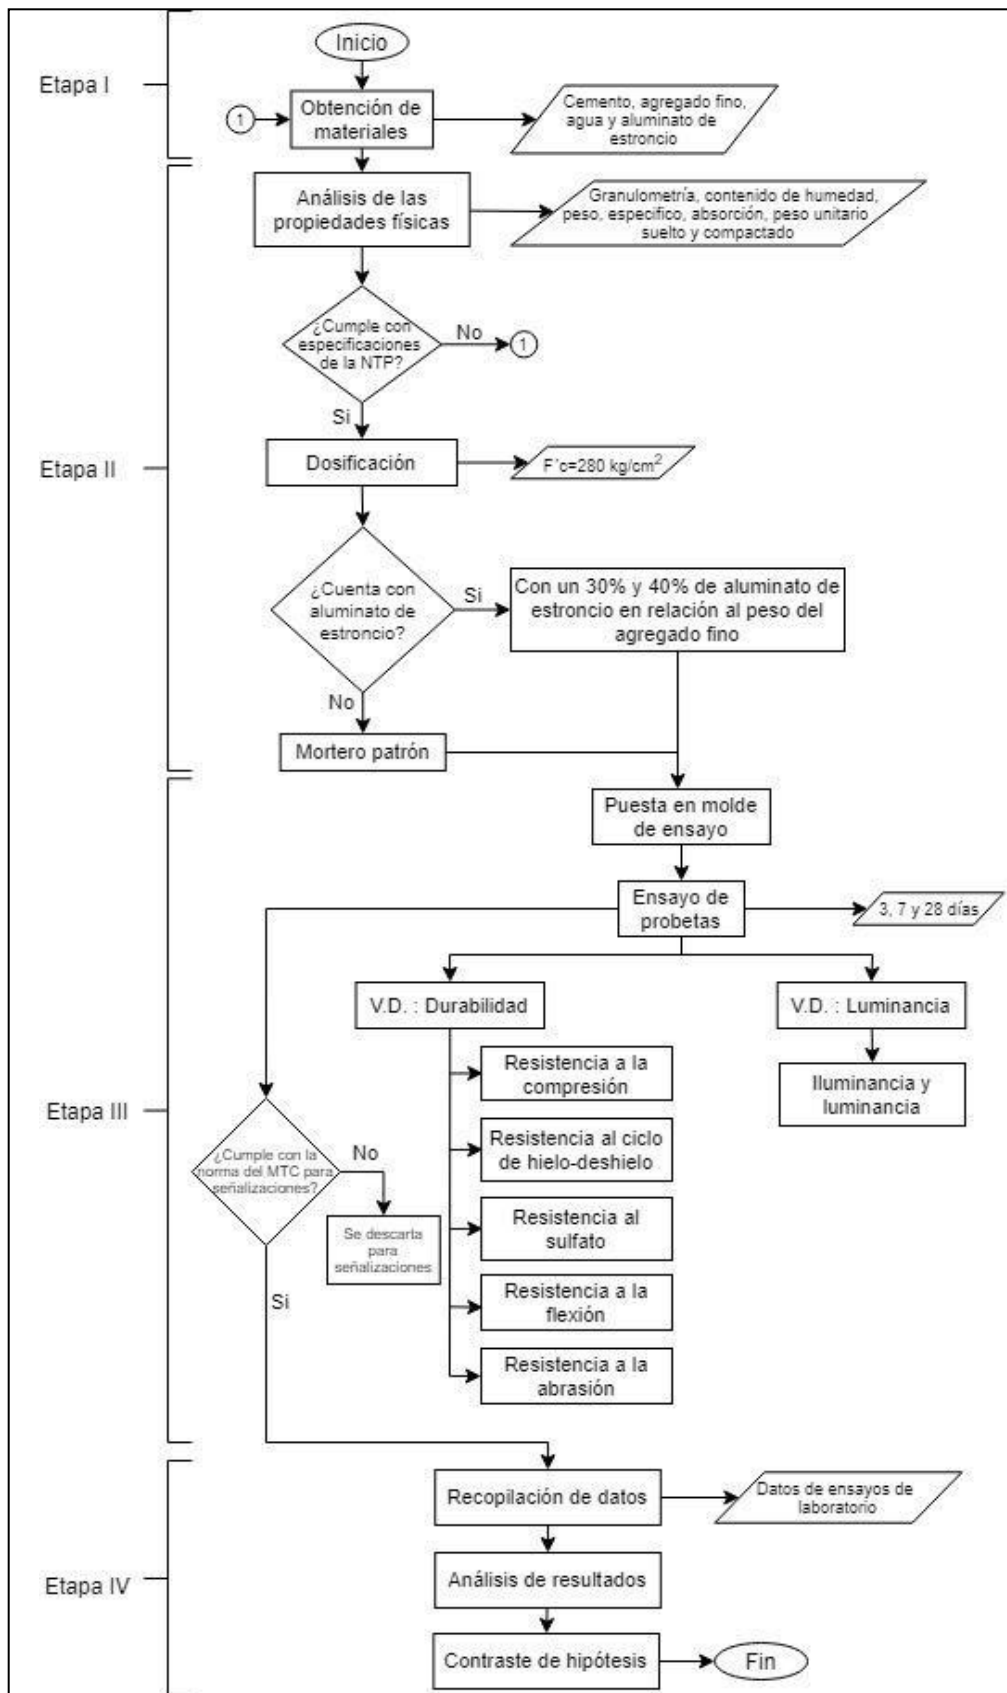 Inicio
Etapa I
1
Obtención de
materiales
Cemento, agregado fino,
agua y aluminato de
estroncio
Análisis de las
propiedades físicas
Granulometría, contenido de humedad,
peso, especifico, absorción, peso unitario
suelto y compactado
¿Cumple con
especificaciones
de la NTP?
No
1
Si
Etapa II
Dosificación
F´c=280 kg/cm²
¿Cuenta con
aluminato de
estroncio?
Si
Con un 30% y 40% de aluminato de
estroncio en relación al peso del
agregado fino
No
Mortero patrón
Puesta en molde
de ensayo
Ensayo de
probetas
3, 7 y 28 días
V.D. : Durabilidad
V.D. : Luminancia
Resistencia a la
compresión
Iluminancia y
luminancia
Etapa III
¿Cumple con la
norma del MTC para
señalizaciones?
No
Resistencia al ciclo
de hielo-deshielo
Se descarta
para
señalizaciones
Resistencia al
sulfato
Si
Resistencia a la
flexión
Resistencia a la
abrasión
Recopilación de datos
Datos de ensayos de
laboratorio
Etapa IV
Análisis de resultados
Contraste de hipótesis
Fin